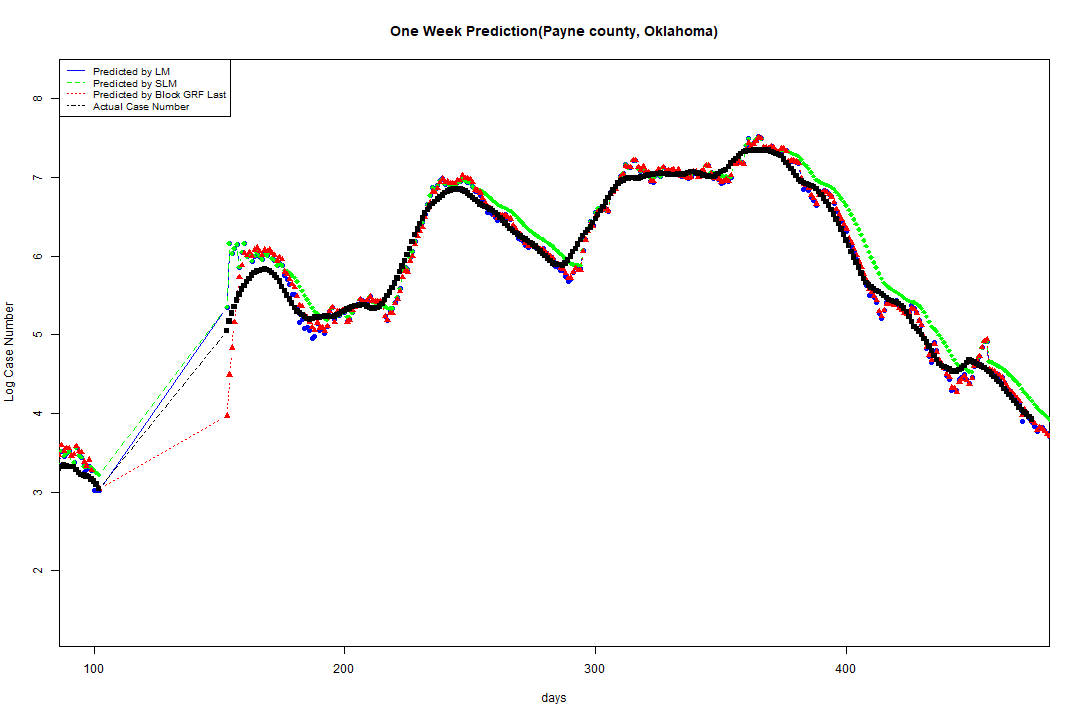 One Week Prediction(Payne county, Oklahoma)
Predicted by LM
Predicted by SLM
Predicted by Block GRF Last
Actual Case Number
8
7
6
5
4
3
2
Log Case Number
100 200 300 400
days